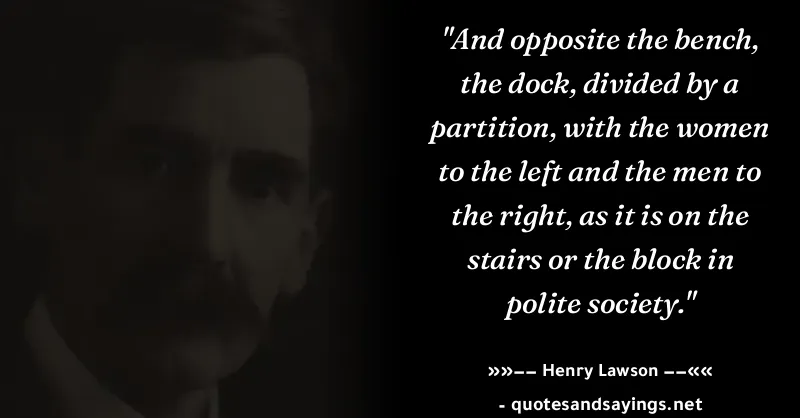 "And opposite the bench,
the dock, divided by a
partition, with the women
to the left and the men to
the right, as it is on the
stairs or the block in
polite society."
»»−− Henry Lawson −−««
- quotesandsayings.net